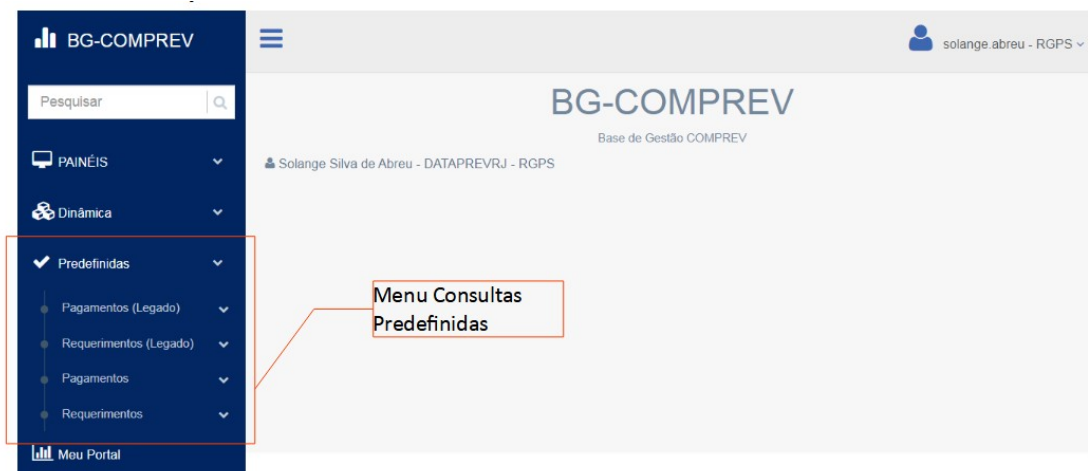 BG-COMPREV
solange.abreu - RGPS
Pesquisar
BG-COMPREV
Base de Gestão COMPREV
Solange Silva de Abreu - DATAPREVRJ - RGPS
PAINÉIS
Dinâmica
Predefinidas
Pagamentos (Legado)
Requerimentos (Legado)
Pagamentos
Requerimentos
Meu Portal
Menu Consultas
Predefinidas